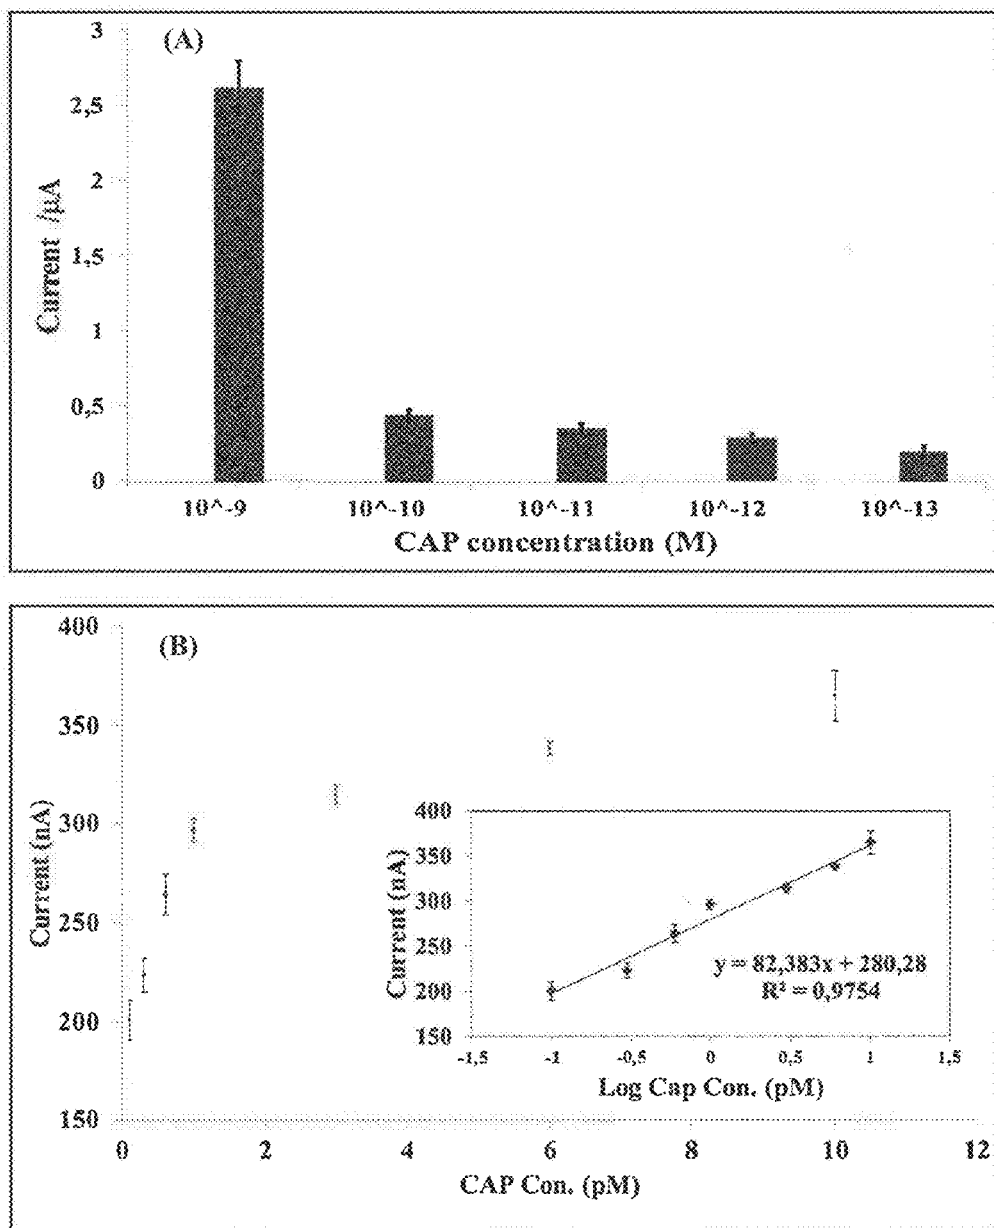 (A)
3
2,5
2
1,5
1
0,5
0
Current /µA
10^-9 10^-10 10^-11 10^-12 10^-13
CAP concentration (M)
(B)
400
350
300
250
200
150
Current (nA)
0 2 4 6 8 10 12
CAP Con. (pM)
400
350
300
250
200
150
Current (nA)
y = 82,383x + 280,28
R² = 0,9754
-1,5 -1 -0,5 0 0,5 1 1,5
Log Cap Con. (pM)